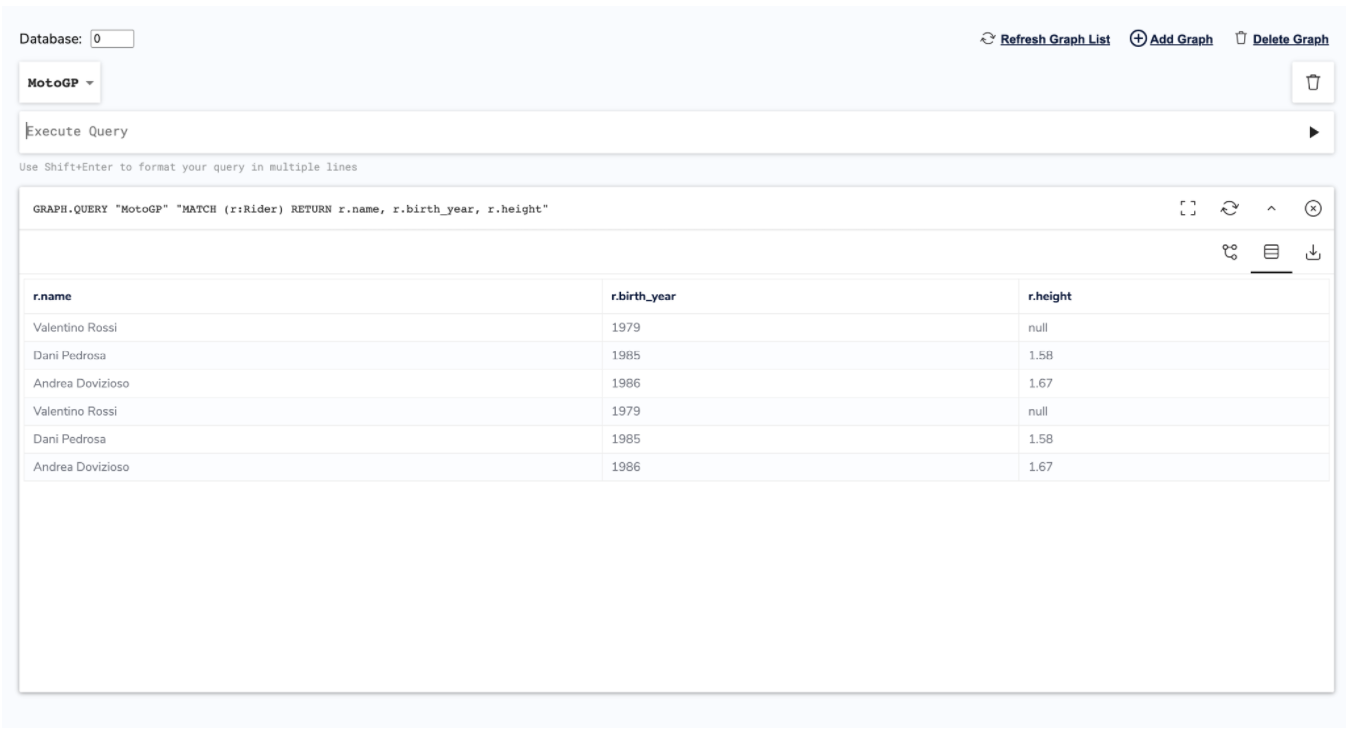 Database: 0 Refresh Graph List Add Graph Delete Graph
MotoGP
Execute Query
Use Shift+Enter to format your query in multiple lines
GRAPH.QUERY "MotoGP" "MATCH (r:Rider) RETURN r.name, r.birth_year, r.height"
r.name r.birth_year r.height
Valentino Rossi 1979 null
Dani Pedrosa 1985 1.58
Andrea Dovizioso 1986 1.67
Valentino Rossi 1979 null
Dani Pedrosa 1985 1.58
Andrea Dovizioso 1986 1.67